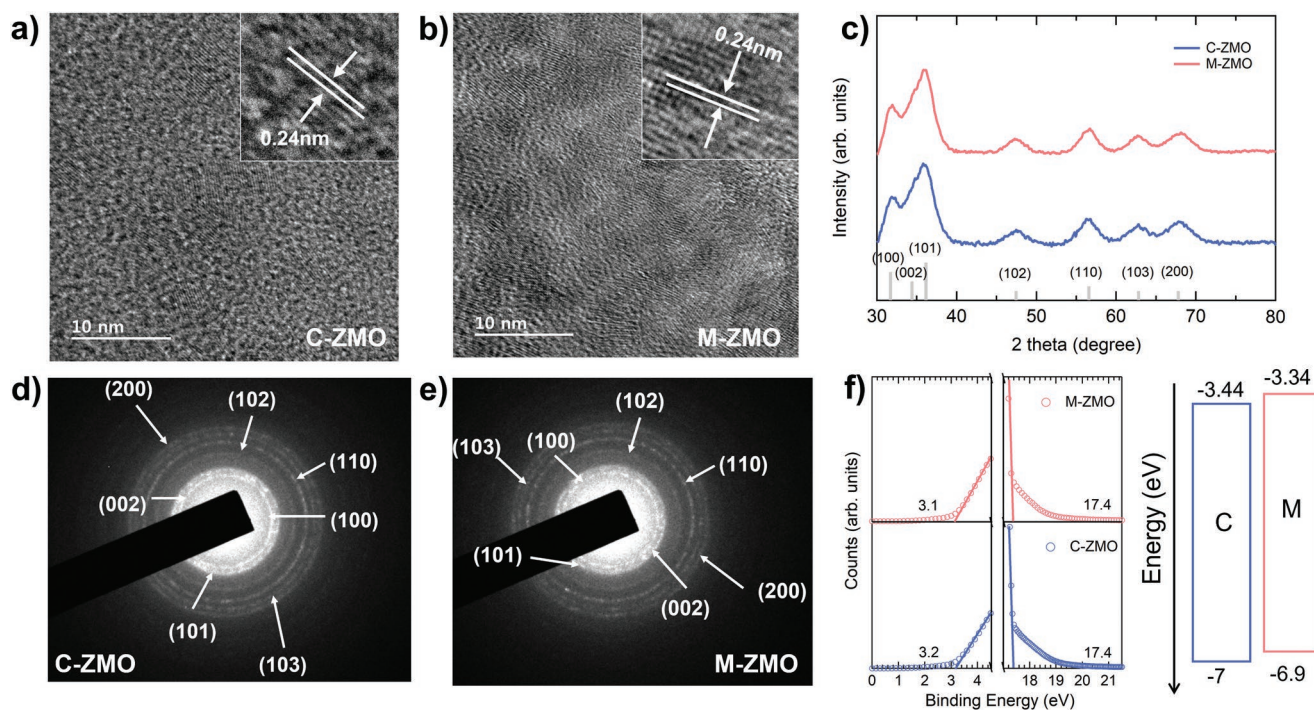 a)
0.24nm
10 nm
C-ZMO
b)
0.24nm
10 nm
M-ZMO
c)
C-ZMO
M-ZMO
Intensity (arb. units)
(100)
(002)
(101)
(102)
(110)
(103)
(200)
30 40 50 60 70 80
2 theta (degree)
d)
(200)
(102)
(110)
(002)
(100)
(101)
(103)
C-ZMO
e)
(102)
(103)
(100)
(110)
(101)
(002)
(200)
M-ZMO
f)
Counts (arb. units)
M-ZMO
3.1
17.4
C-ZMO
3.2
17.4
0 1 2 3 4 17 18 19 20 21
Binding Energy (eV)
Energy (eV)
-3.44
C
-7
-3.34
M
-6.9